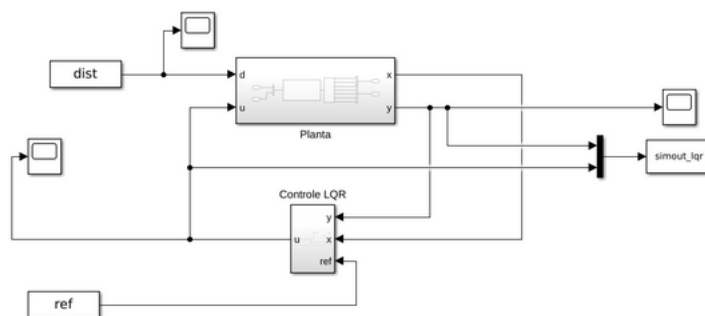 dist
d
u
x
y
Planta
simout_lqr
Controle LQR
y
u
x
ref
ref